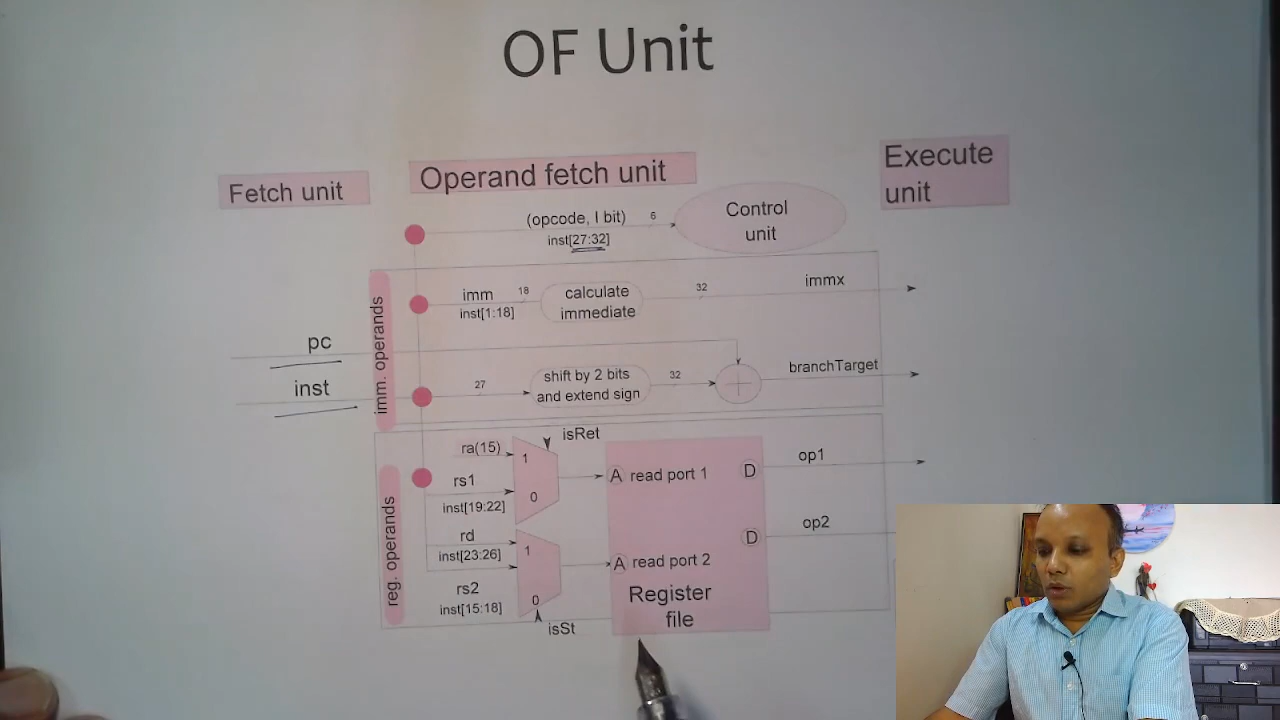 OF Unit
Fetch unit
Operand fetch unit
Execute
unit
(opcode, I bit)
6
inst[27:32]
Control
unit
imm. operands
imm
18
inst[1:18]
calculate
immediate
32
immx
pc
inst
27
shift by 2 bits
and extend sign
32
branchTarget
reg. operands
ra(15)
1
isRet
rs1
0
inst[19:22]
A read port 1
D
op1
rd
1
inst[23:26]
rs2
0
inst[15:18]
isSt
A read port 2
D
op2
Register
file